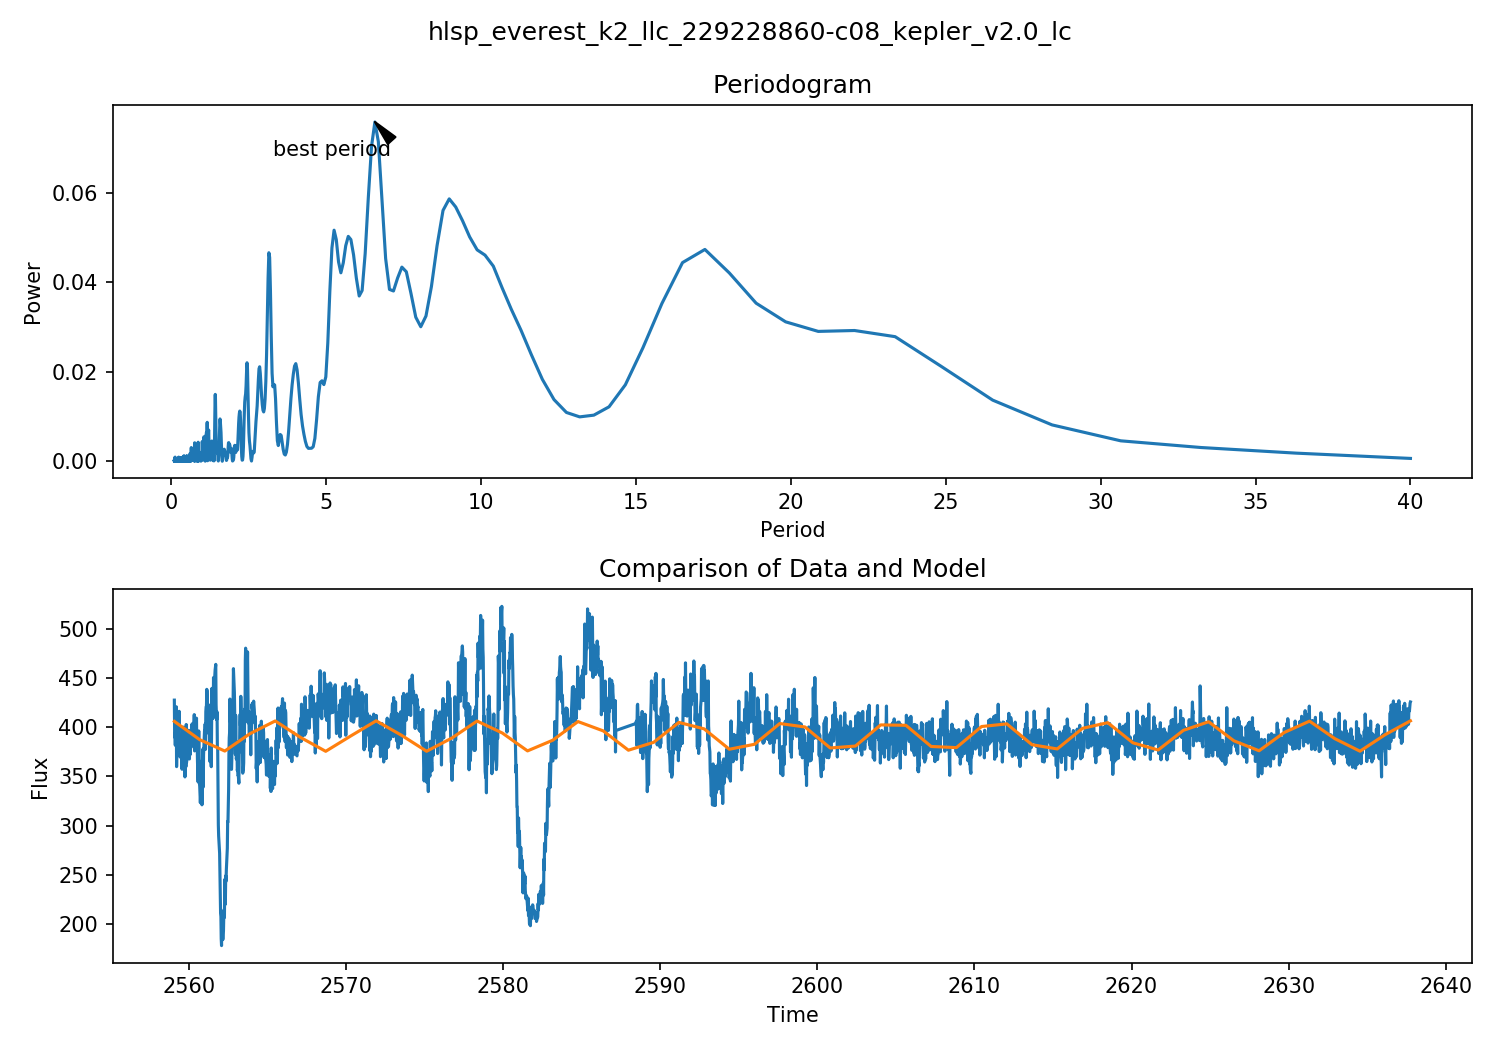 hlsp_everest_k2_llc_229228860-c08_kepler_v2.0_lc
Periodogram
best period
0.06
0.04
0.02
0.00
Power
0 5 10 15 20 25 30 35 40
Period
Comparison of Data and Model
500
450
400
350
300
250
200
Flux
2560 2570 2580 2590 2600 2610 2620 2630 2640
Time